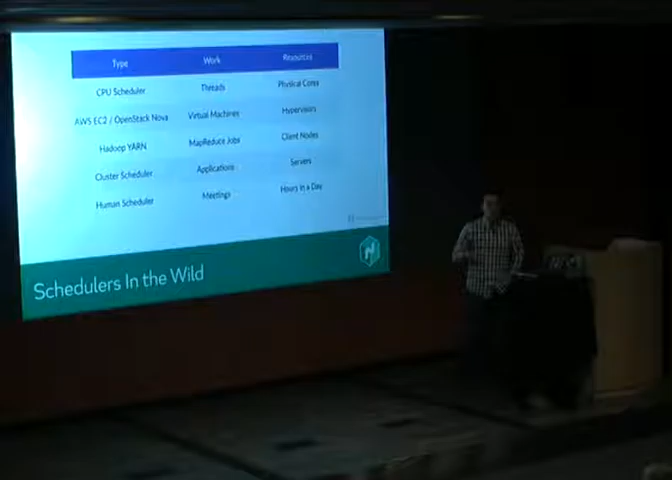 Type Work Resources
CPU Scheduler Threads Physical Cores
AWS EC2 / OpenStack Nova Virtual Machines Hypervisors
Hadoop YARN MapReduce Jobs Client Nodes
Cluster Scheduler Applications Servers
Human Scheduler Meetings Hours in a Day
Schedulers In the Wild